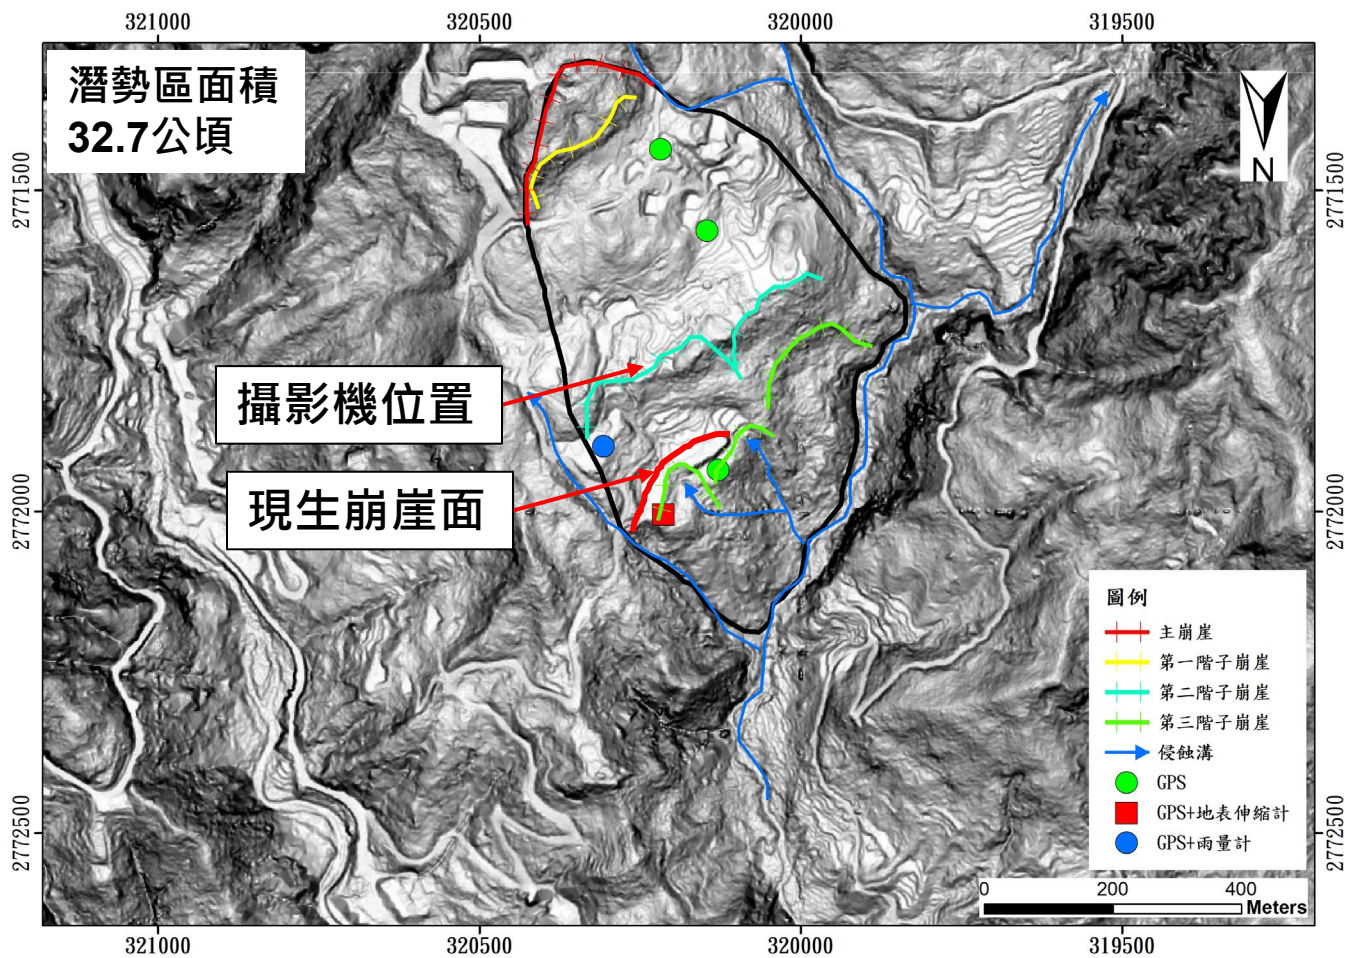 321000
320500
320000
319500
潛勢區面積
32.7公頃
N
2771500
2771500
攝影機位置
現生崩崖面
2772000
2772000
圖例
主崩崖
第一階子崩崖
第二階子崩崖
第三階子崩崖
侵蝕溝
GPS
GPS+地表伸縮計
GPS+雨量計
2772500
2772500
0
200
400
Meters
321000
320500
320000
319500